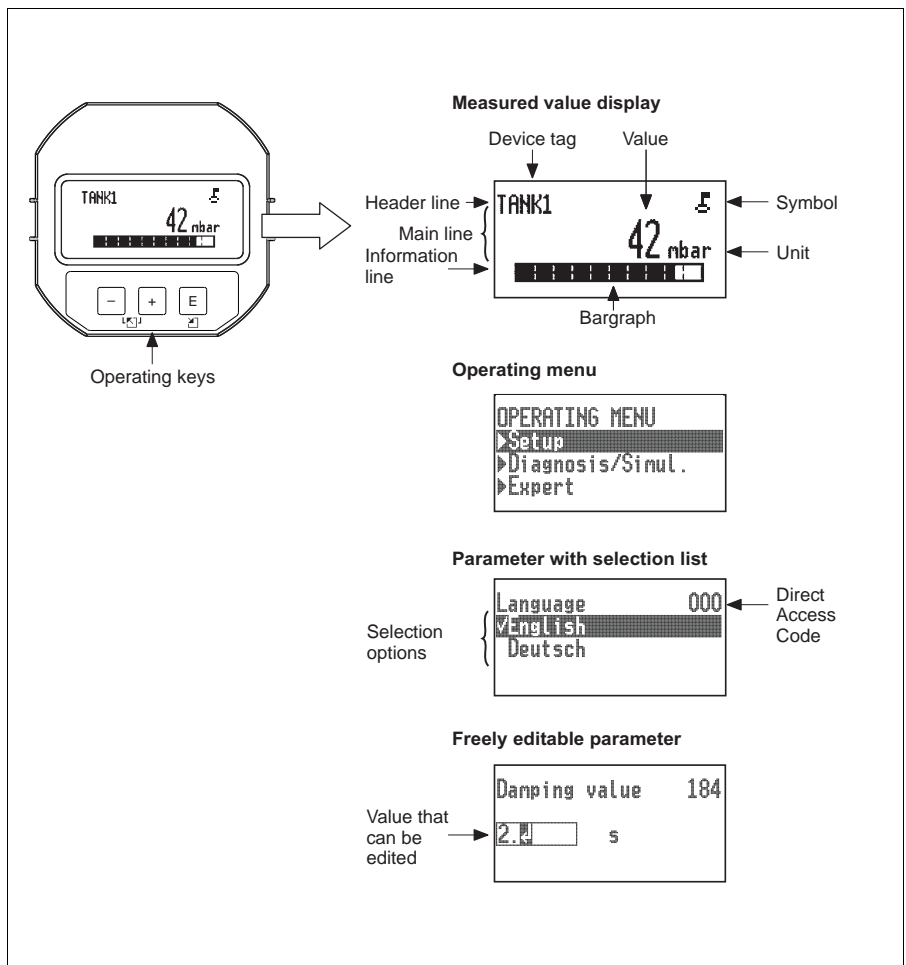 Measured value display
Device tag
Value
TANK1
42 mbar
- + E
Operating keys
Header line
Main line
Information
line
TANK1
42 mbar
Symbol
Unit
Bargraph
Operating menu
OPERATING MENU
Setup
Diagnosis/Simul.
Expert
Parameter with selection list
Selection
options
Language 000
✓English
Deutsch
Direct
Access
Code
Freely editable parameter
Value that
can be
edited
Damping value 184
2.↲ s